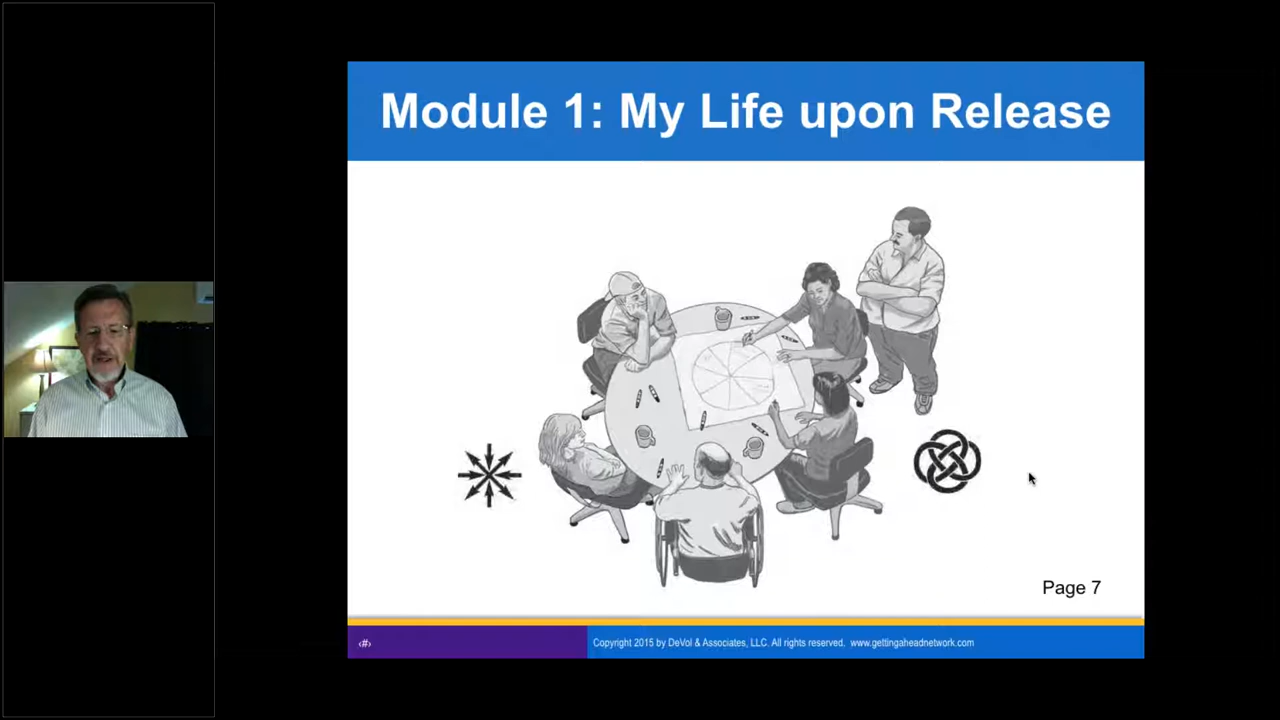 Module 1: My Life upon Release
Page 7
‹#›
Copyright 2015 by DeVol & Associates, LLC. All rights reserved. www.gettingaheadnetwork.com